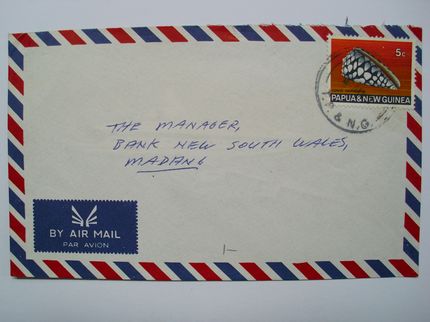 5c
PAPUA & NEW GUINEA
P. & N.G.
THE MANAGER,
BANK NEW SOUTH WALES,
MADANG
BY AIR MAIL
PAR AVION